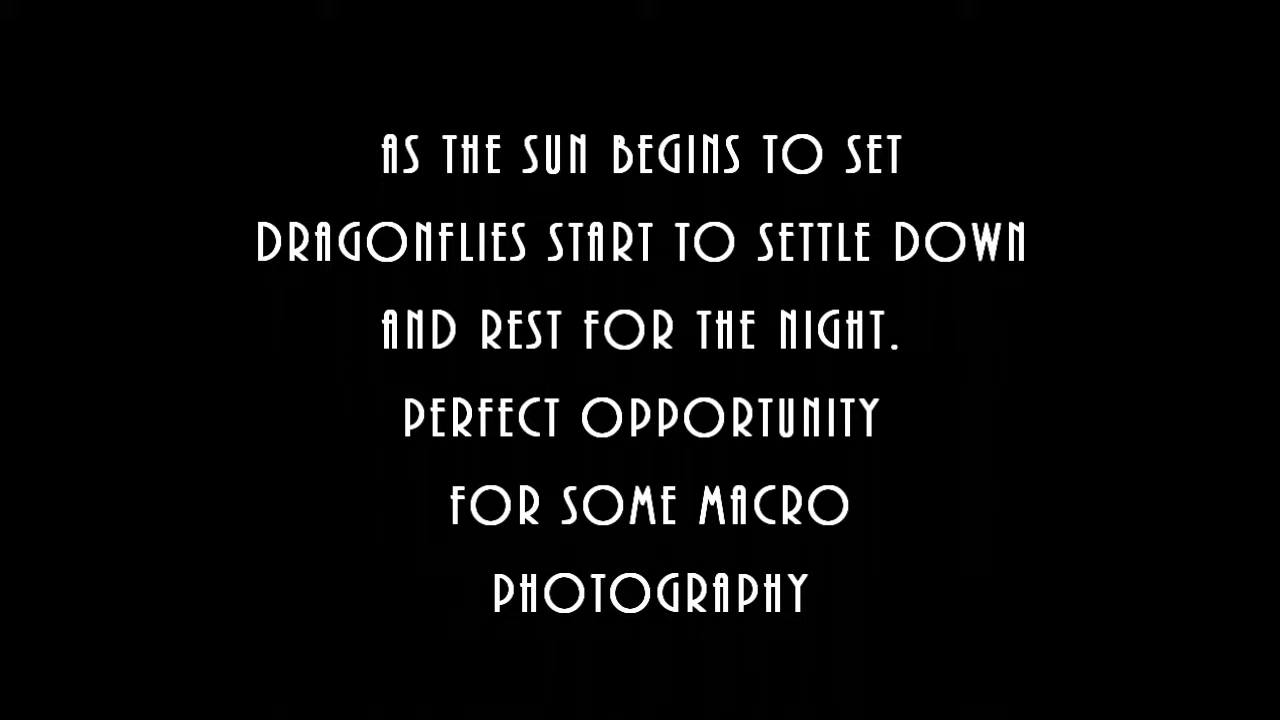 AS THE SUN BEGINS TO SET
DRAGONFLIES START TO SETTLE DOWN
AND REST FOR THE NIGHT.
PERFECT OPPORTUNITY
FOR SOME MACRO
PHOTOGRAPHY